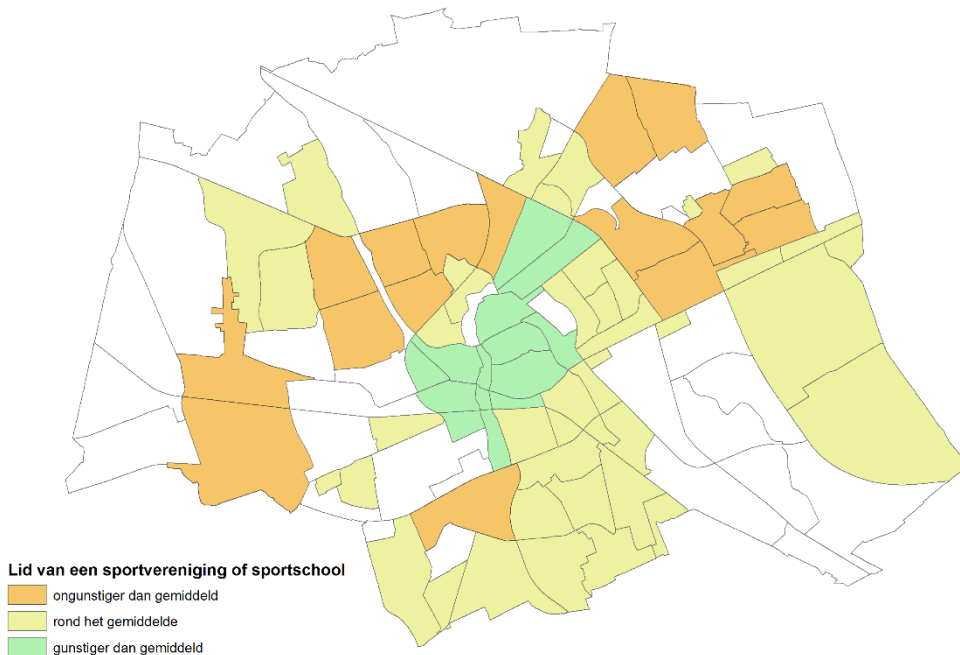 Lid van een sportvereniging of sportschool
ongunstiger dan gemiddeld
rond het gemiddelde
gunstiger dan gemiddeld